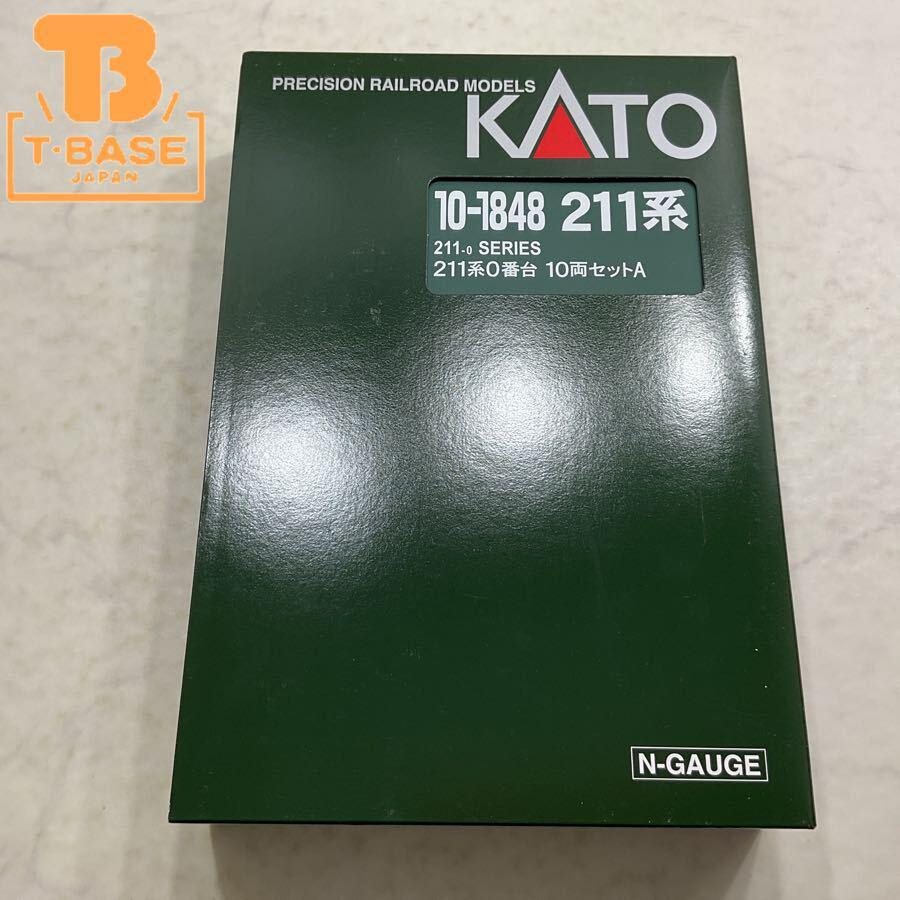 B
T·BASE
JAPAN
PRECISION RAILROAD MODELS
KATO
10-1848 211系
211-0 SERIES
211系0番台 10両セットA
N-GAUGE